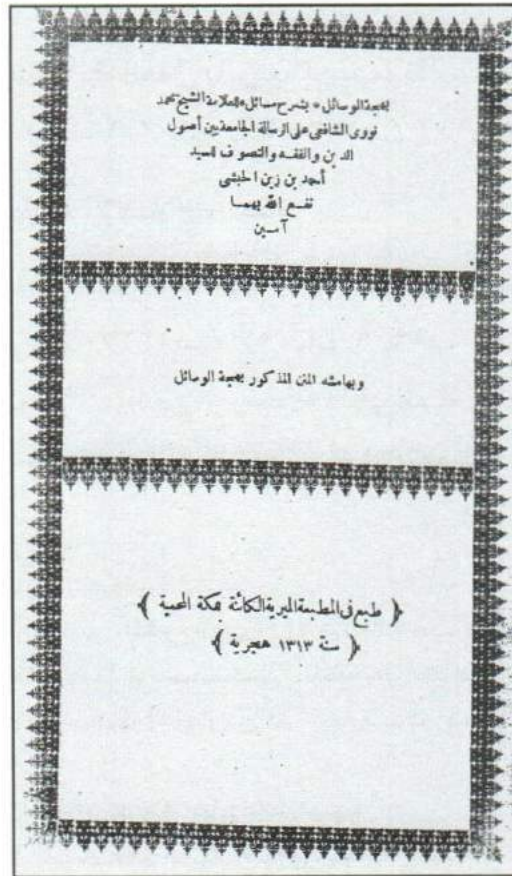 بهجة الوسائل * بشرح مسائل * للعلامة الشيخ محمد
نووى الشافعى على الرسالة الجامعة بين أصول
الدين والفقه والتصوف للسيد
أحمد بن زين الحبشى
نفع الله بهما
آمين
وبهامشه المتن المذكور بهجة الوسائل
﴿ طبع فى المطبعة الميرية الكائنة بمكة المحمية ﴾
﴿ سنة ١٣١٣ هجرية ﴾